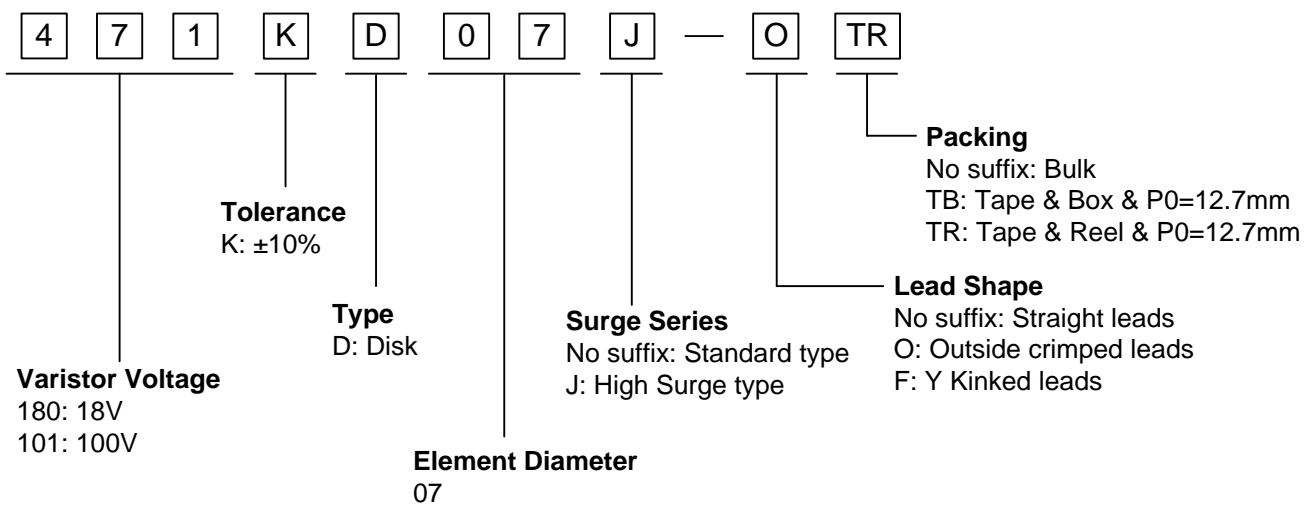 4 7 1 K D 0 7 J — O TR
Packing
No suffix: Bulk
TB: Tape & Box & P0=12.7mm
TR: Tape & Reel & P0=12.7mm
Tolerance
K: ±10%
Lead Shape
No suffix: Straight leads
O: Outside crimped leads
F: Y Kinked leads
Type
D: Disk
Surge Series
No suffix: Standard type
J: High Surge type
Varistor Voltage
180: 18V
101: 100V
Element Diameter
07